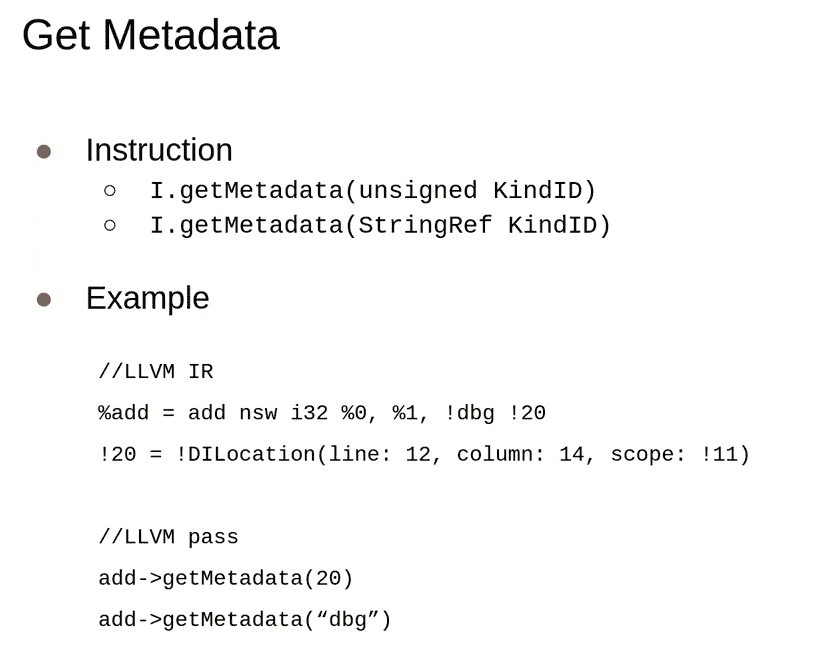 Get Metadata
● Instruction
○ I.getMetadata(unsigned KindID)
○ I.getMetadata(StringRef KindID)
● Example
//LLVM IR
%add = add nsw i32 %0, %1, !dbg !20
!20 = !DILocation(line: 12, column: 14, scope: !11)
//LLVM pass
add->getMetadata(20)
add->getMetadata(“dbg”)